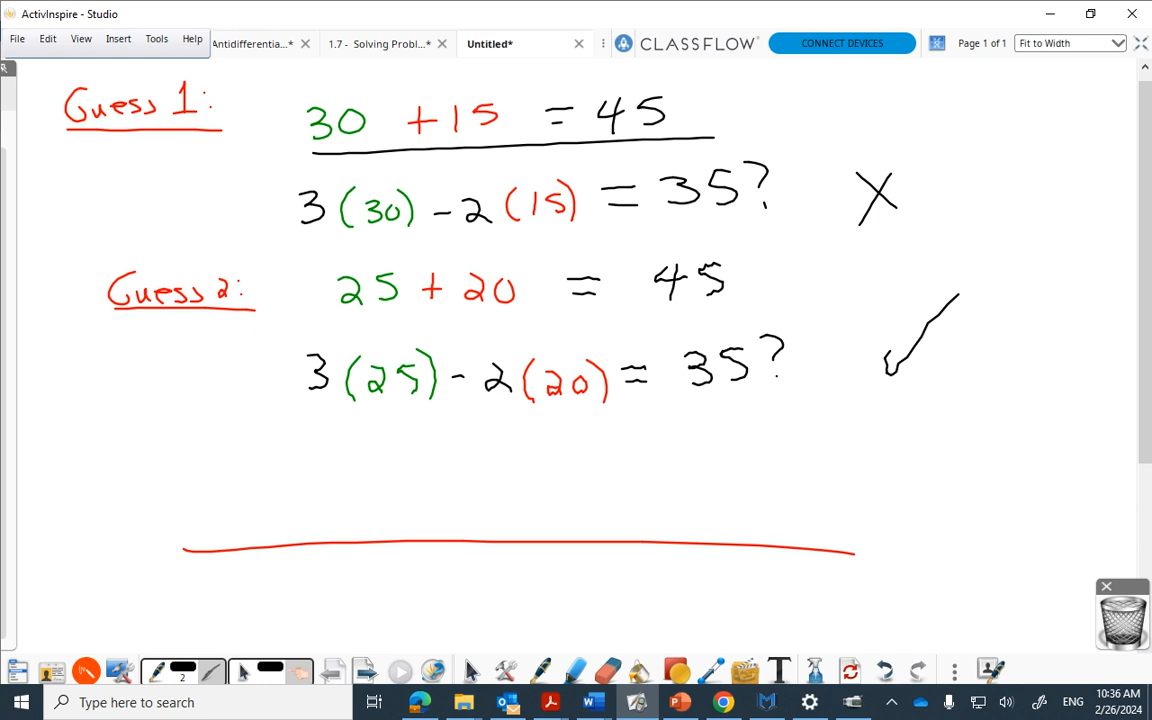 ActivInspire - Studio
File Edit View Insert Tools Help
Antidifferentia...* 1.7 - Solving Probl...* Untitled*
CLASSFLOW
CONNECT DEVICES
Page 1 of 1
Fit to Width
Guess 1: 30 + 15 = 45
3 (30) - 2 (15) = 35? X
Guess 2: 25 + 20 = 45
3 (25) - 2 (20) = 35? ✓
2
T
Type here to search
ENG
10:36 AM
2/26/2024